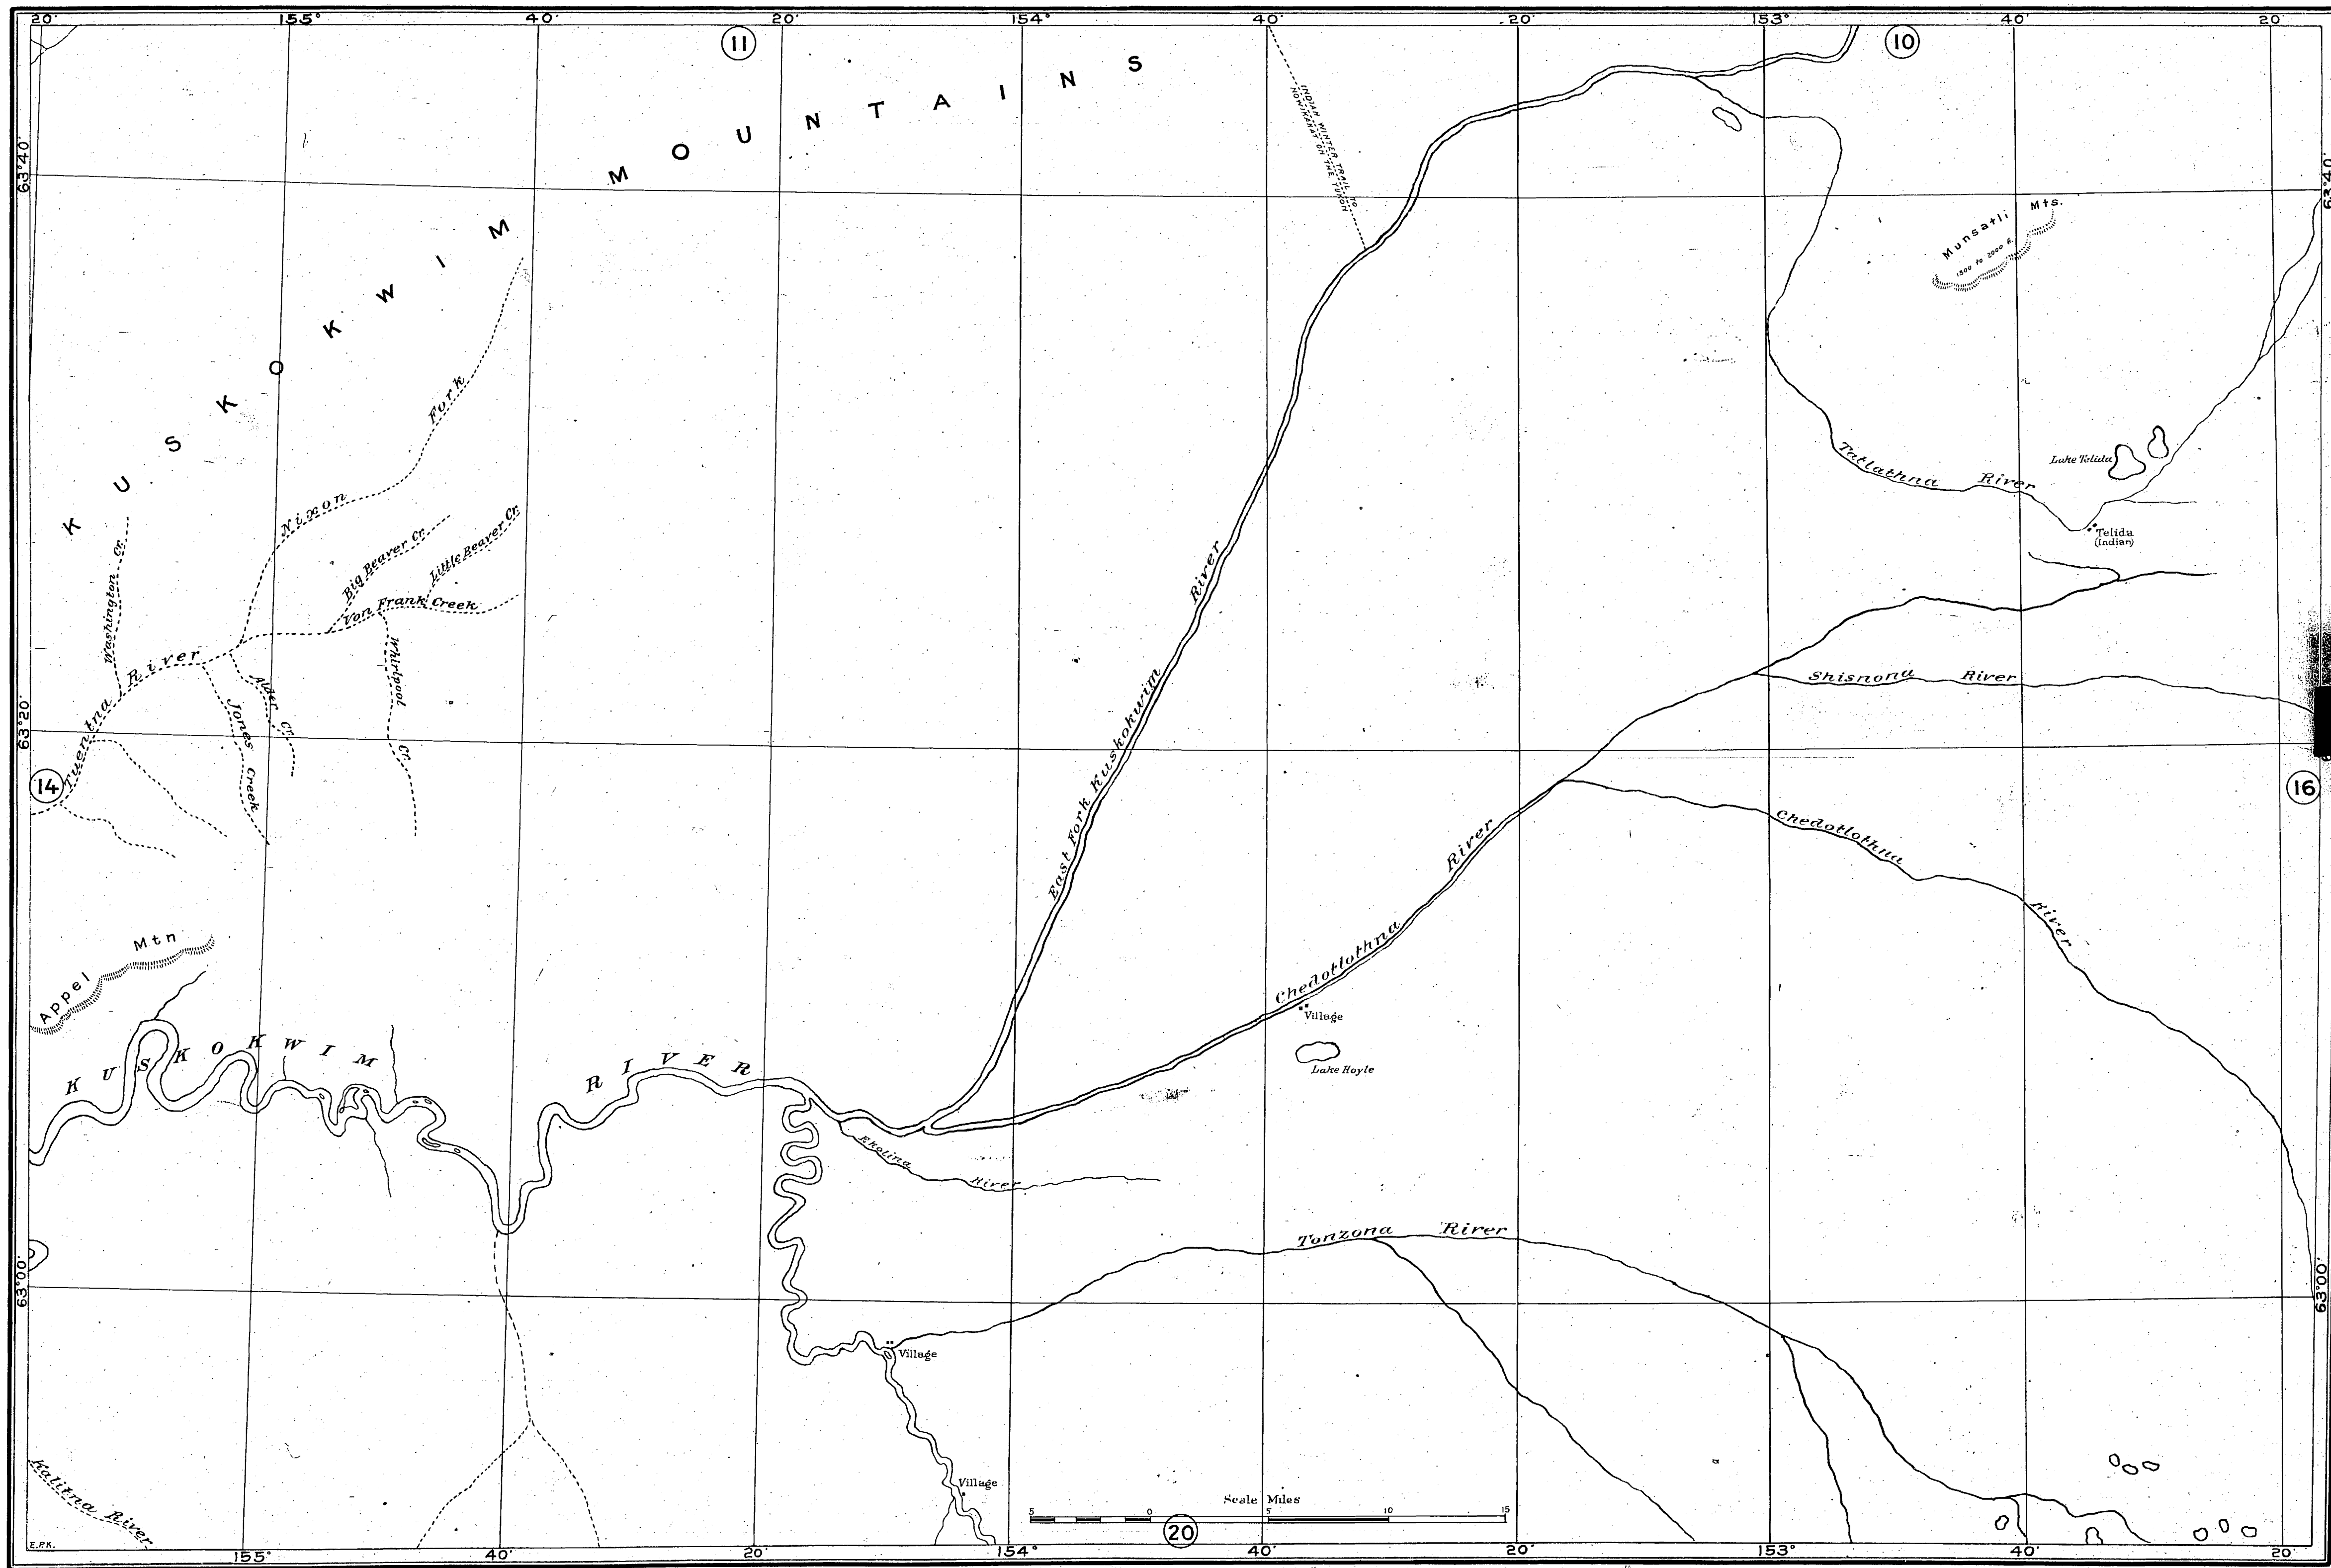 20' 155° 40' 20' 154° 40' 20' 153° 40' 20'
11
10
KUSKOKWIM MOUNTAINS
INDIAN WINTER TRAIL TO
NOWIKAKAT ON THE YUKON
63°40'
63°40'
Munsatli Mts.
1500 to 2000 ft.
Nixon Fork
Lake Telida
Tatlathna River
Telida
(Indian)
Washington Cr.
Big Beaver Cr.
Little Beaver Cr.
Von Frank Creek
Whirlpool Cr.
Alder Cr.
Jones Creek
Tuentna River
East Fork Kuskokwim River
Shisnona River
63°20'
14
16
Chedotlothna River
Chedotlothna River
Village
Lake Hoyle
Appel Mtn
KUSKOKWIM RIVER
Ekolina River
Tonzona River
63°00'
63°00'
Village
Village
Kalitna River
Scale Miles
5 0 5 10 15
20
E.P.K.
155° 40' 20' 154° 40' 20' 153° 40' 20'